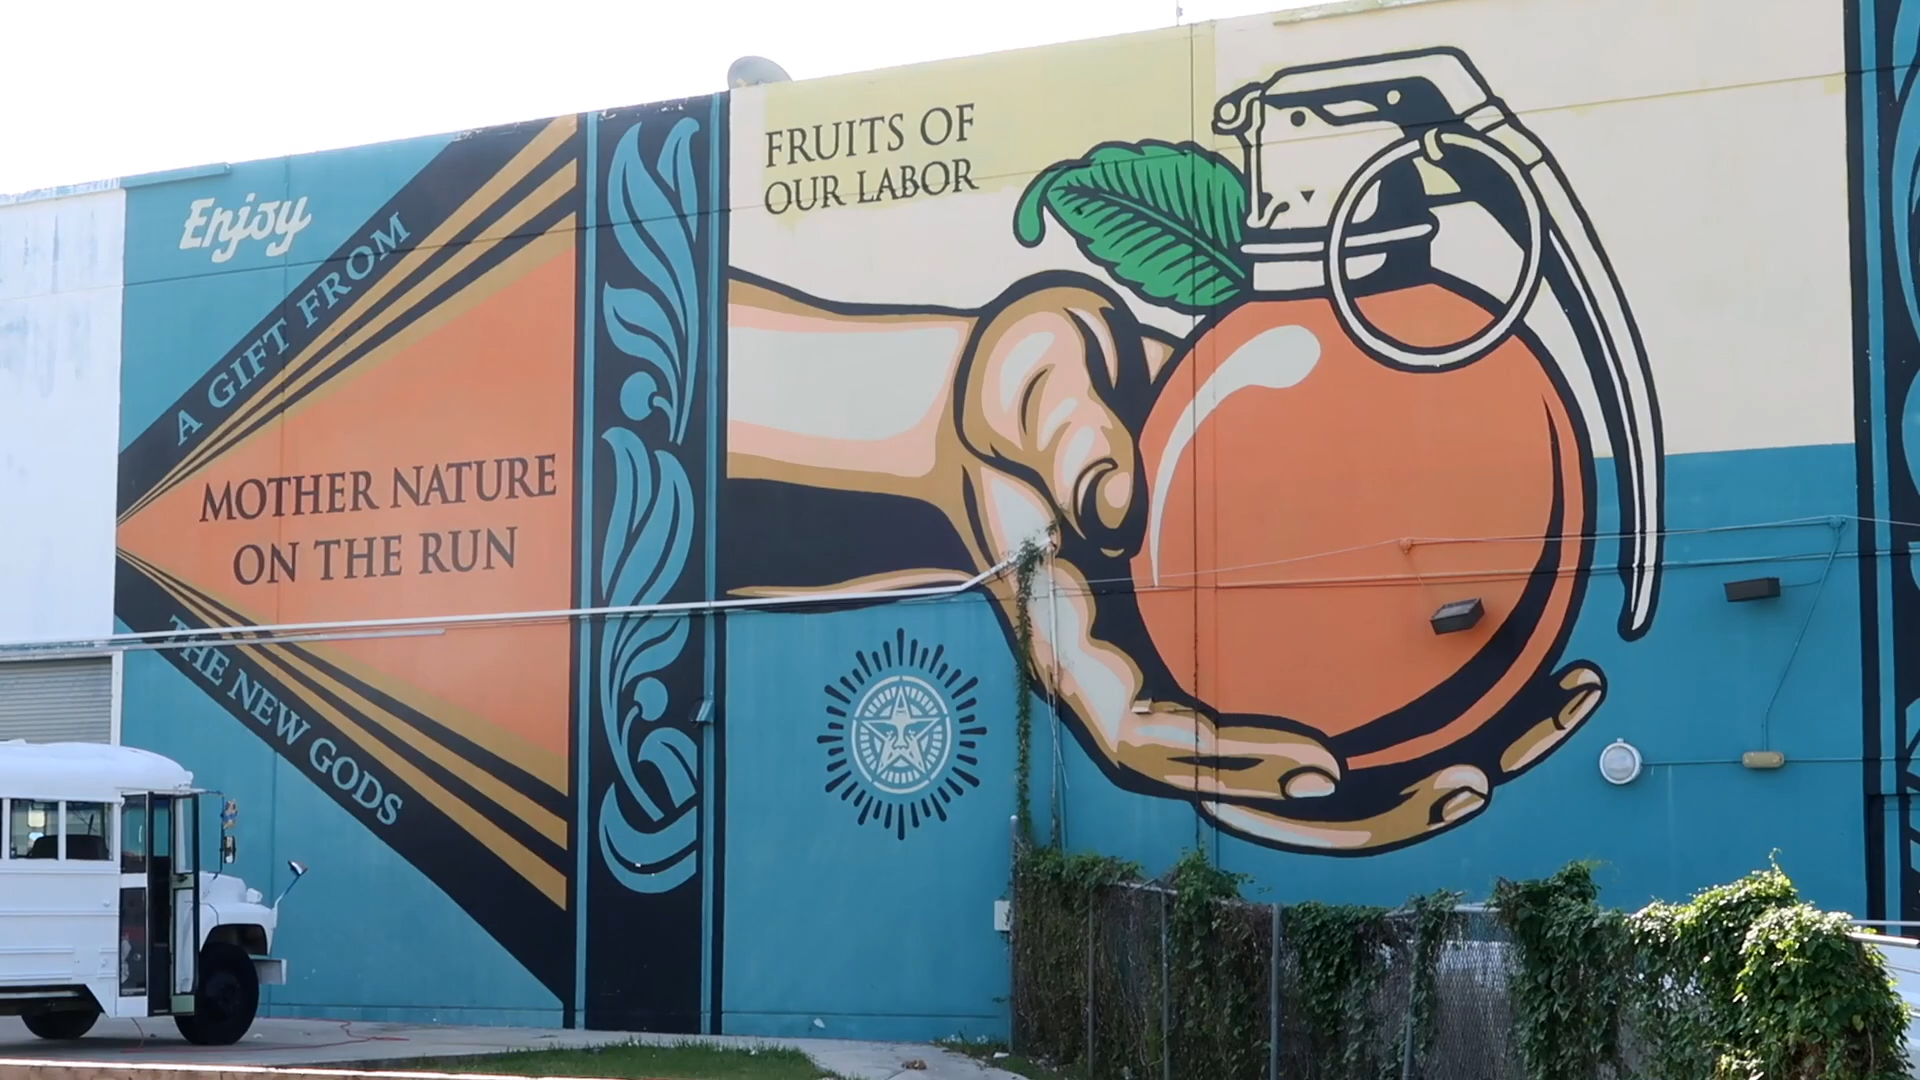 Enjoy
A GIFT FROM
MOTHER NATURE
ON THE RUN
THE NEW GODS
FRUITS OF
OUR LABOR